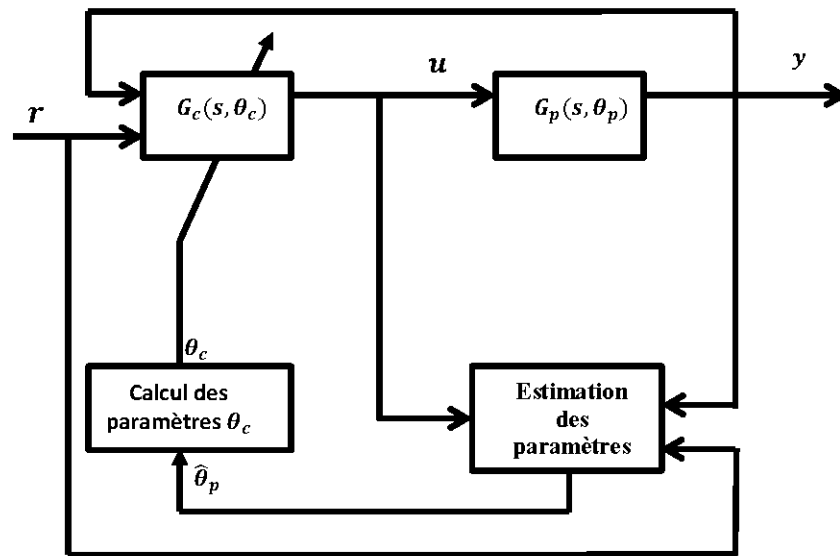 u
y
G_c(s, θ_c)
G_p(s, θ_p)
r
θ_c
Calcul des
paramètres θ_c
Estimation
des
paramètres
θ̂_p